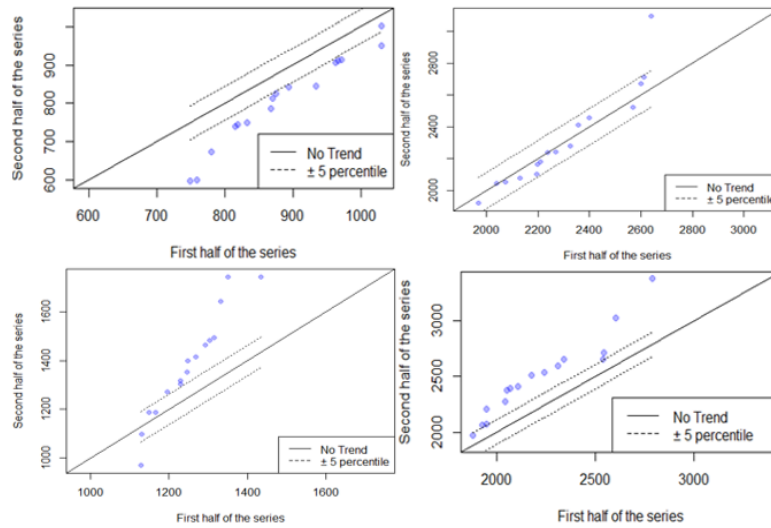 Second half of the series
600 700 800 900
No Trend
± 5 percentile
600 700 800 900 1000
First half of the series
Second half of the series
2000 2400 2800
No Trend
± 5 percentile
2000 2200 2400 2600 2800 3000
First half of the series
Second half of the series
1000 1200 1400 1600
No Trend
± 5 percentile
1000 1200 1400 1600
First half of the series
Second half of the series
2000 2500 3000
No Trend
± 5 percentile
2000 2500 3000
First half of the series